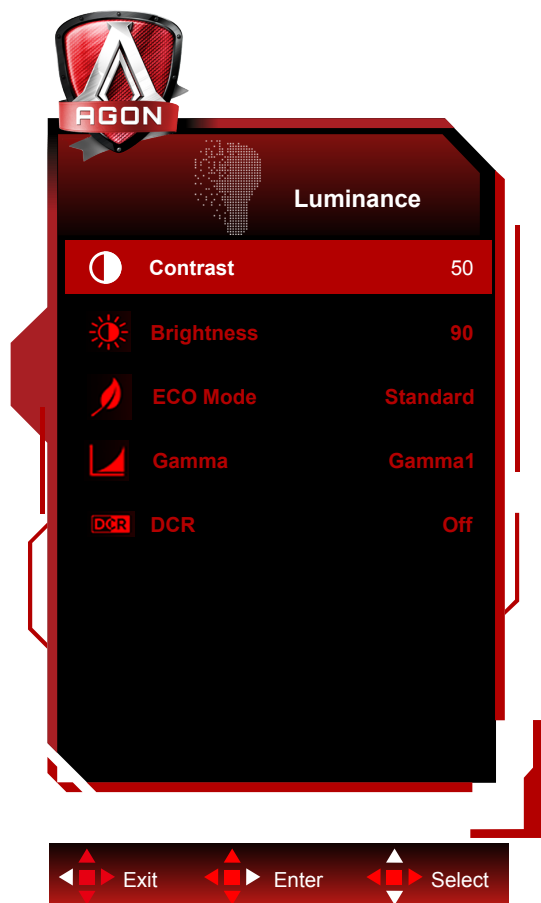 AGON
Luminance
Contrast 50
Brightness 90
ECO Mode Standard
Gamma Gamma1
DCR DCR Off
Exit Enter Select